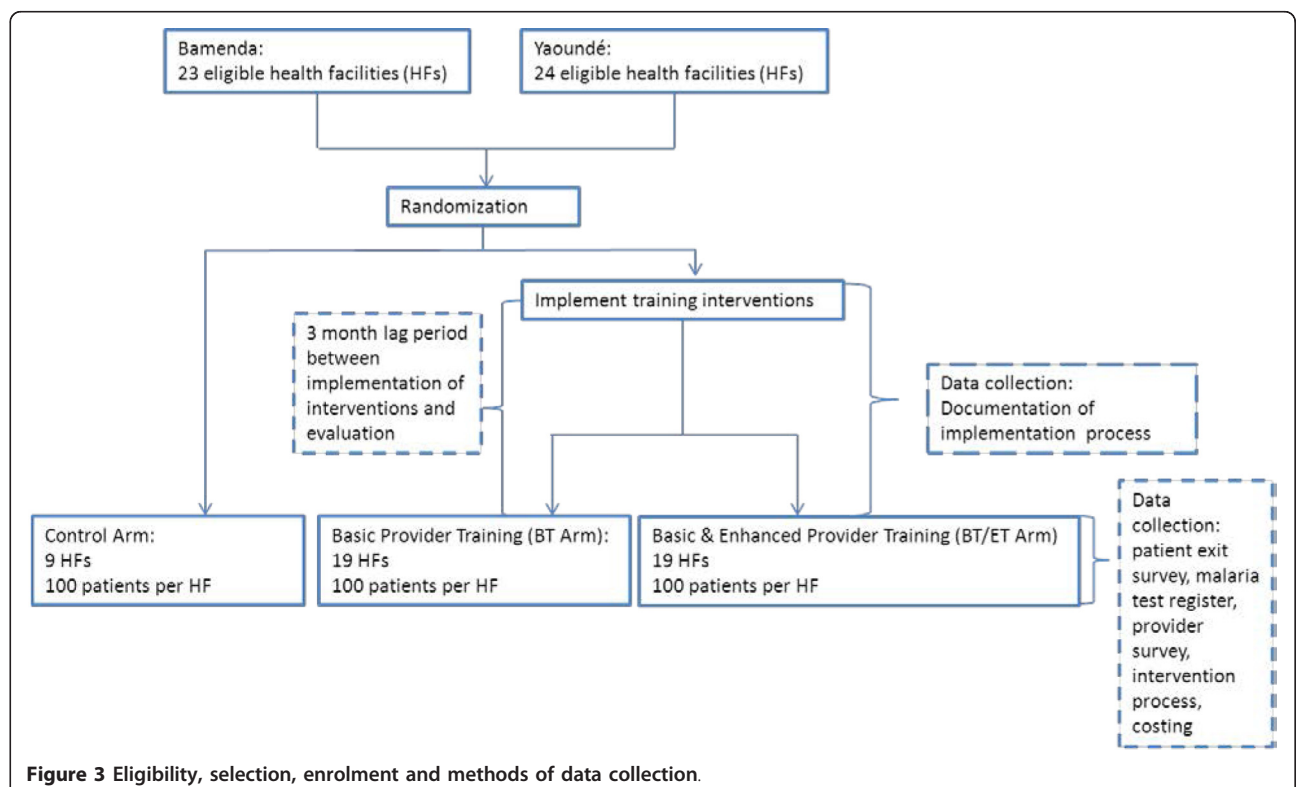 Bamenda:
23 eligible health facilities (HFs)
Yaoundé:
24 eligible health facilities (HFs)
Randomization
Implement training interventions
3 month lag period
between
implementation of
interventions and
evaluation
Data collection:
Documentation of
implementation process
Control Arm:
9 HFs
100 patients per HF
Basic Provider Training (BT Arm):
19 HFs
100 patients per HF
Basic & Enhanced Provider Training (BT/ET Arm)
19 HFs
100 patients per HF
Data
collection:
patient exit
survey, malaria
test register,
provider
survey,
intervention
process,
costing
Figure 3 Eligibility, selection, enrolment and methods of data collection.